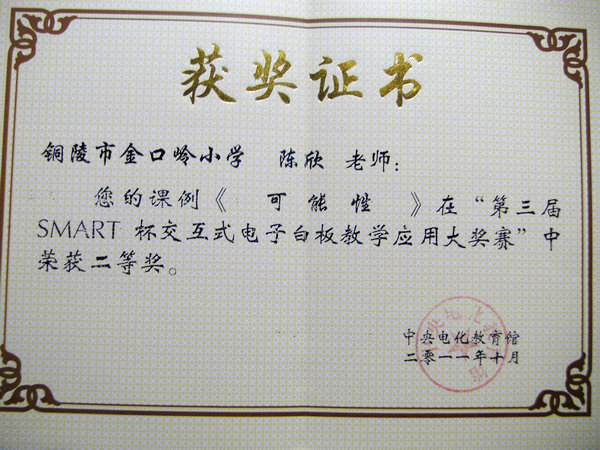 获奖证书
铜陵市金口岭小学 陈欣 老师:
您的课例《 可能性 》在“第三届
SMART 杯交互式电子白板教学应用大奖赛”中
荣获二等奖。
中央电化教育馆
二零一一年十月